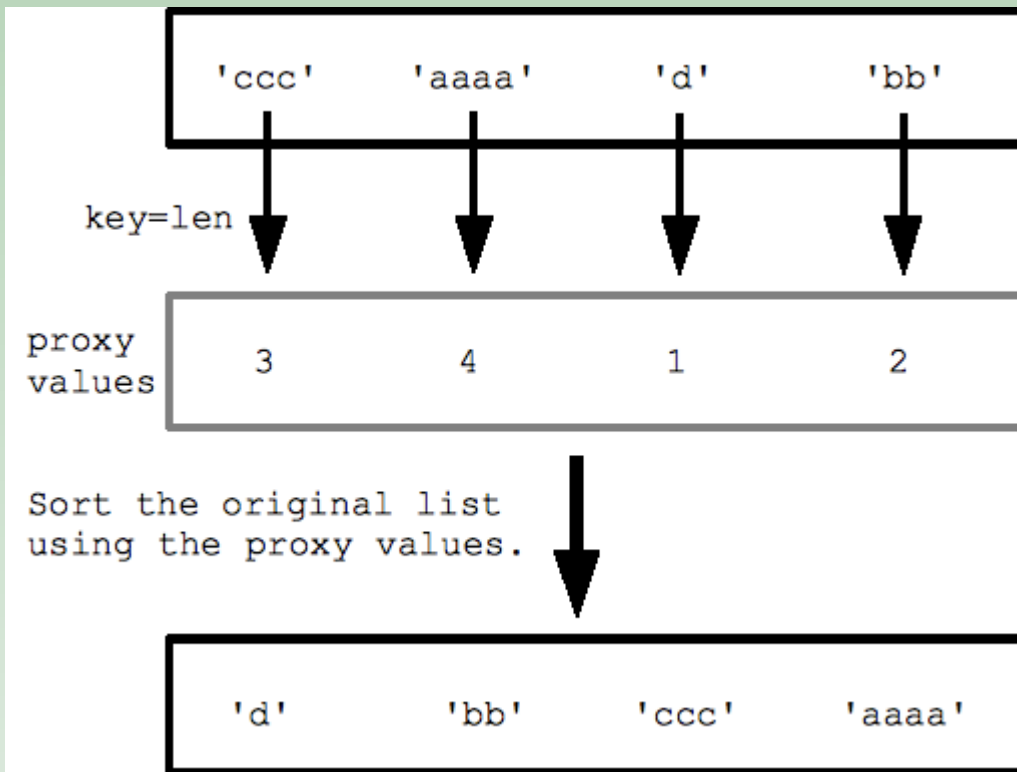 'ccc' 'aaaa' 'd' 'bb'
key=len
proxy
values
3 4 1 2
Sort the original list
using the proxy values.
'd' 'bb' 'ccc' 'aaaa'